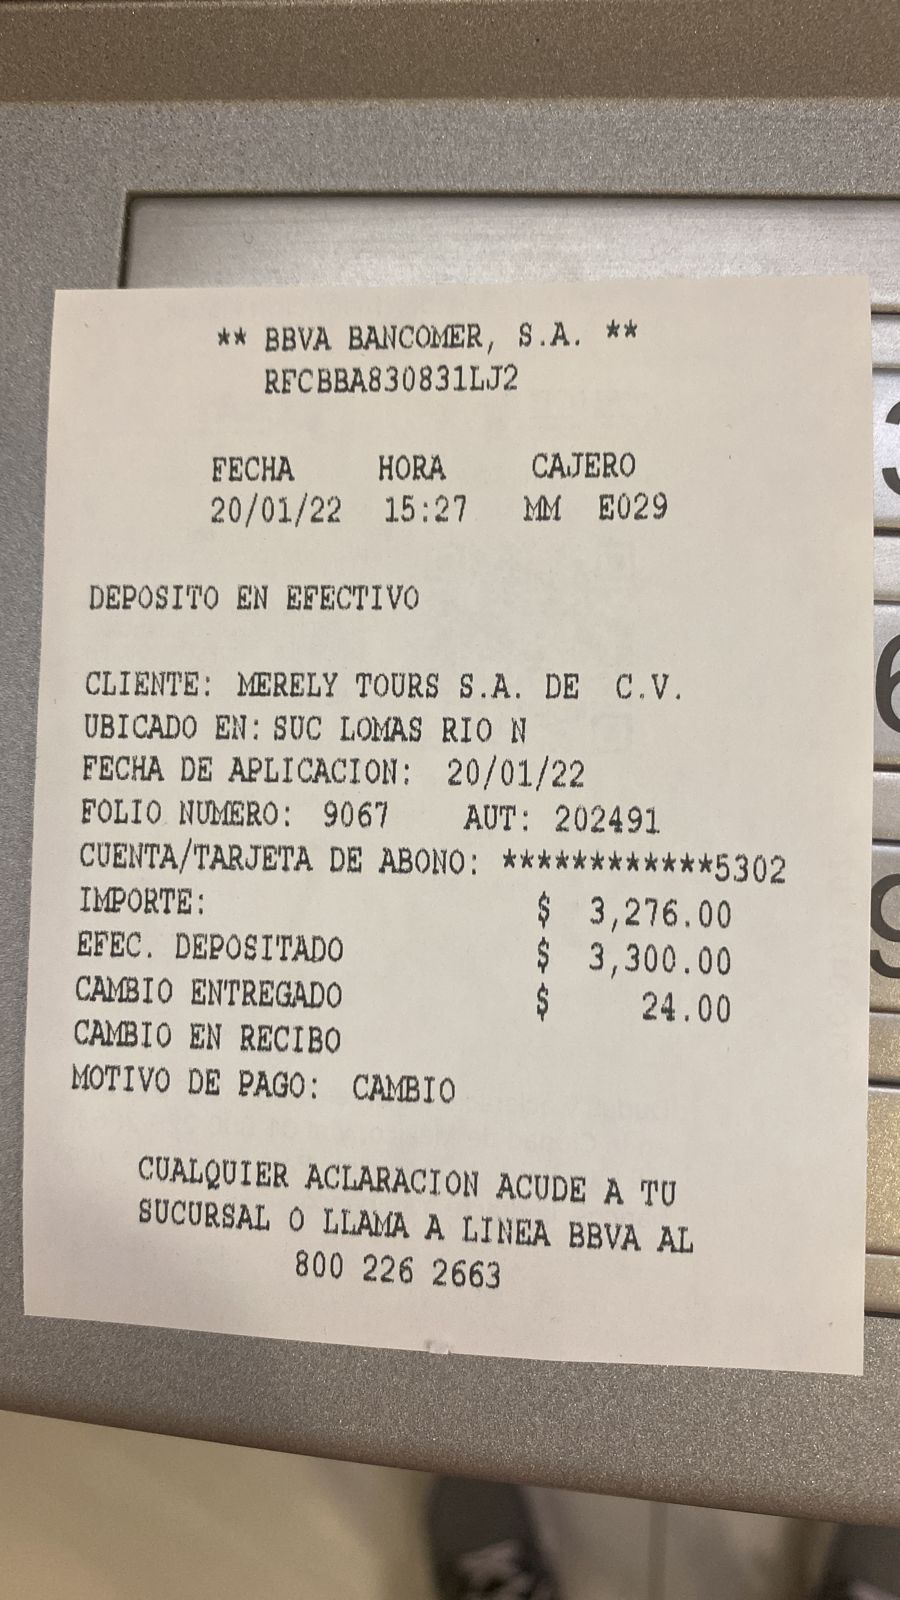 ** BBVA BANCOMER, S.A. **
RFCBBA830831LJ2
FECHA HORA CAJERO
20/01/22 15:27 MM E029
DEPOSITO EN EFECTIVO
CLIENTE: MERELY TOURS S.A. DE C.V.
UBICADO EN: SUC LOMAS RIO N
FECHA DE APLICACION: 20/01/22
FOLIO NUMERO: 9067 AUT: 202491
CUENTA/TARJETA DE ABONO: ************5302
IMPORTE: $ 3,276.00
EFEC. DEPOSITADO $ 3,300.00
CAMBIO ENTREGADO $ 24.00
CAMBIO EN RECIBO
MOTIVO DE PAGO: CAMBIO
CUALQUIER ACLARACION ACUDE A TU
SUCURSAL O LLAMA A LINEA BBVA AL
800 226 2663
3
6
9